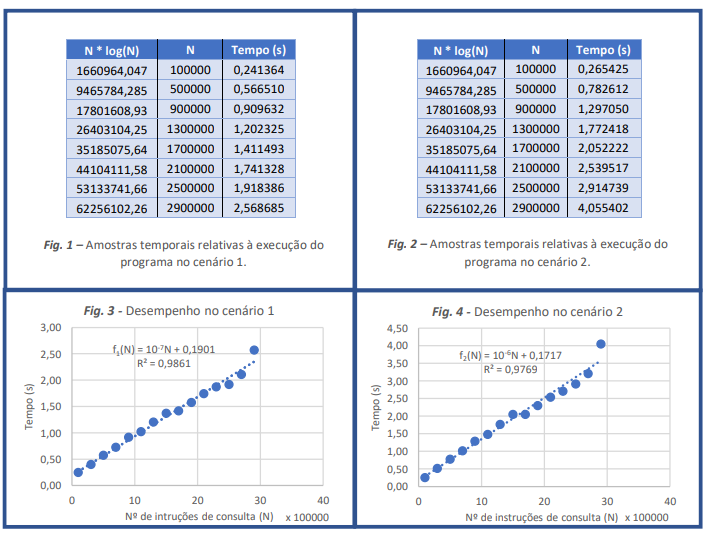 N * log(N) N Tempo (s)
1660964,047 100000 0,241364
9465784,285 500000 0,566510
17801608,93 900000 0,909632
26403104,25 1300000 1,202325
35185075,64 1700000 1,411493
44104111,58 2100000 1,741328
53133741,66 2500000 1,918386
62256102,26 2900000 2,568685
Fig. 1 – Amostras temporais relativas à execução do
programa no cenário 1.
N * log(N) N Tempo (s)
1660964,047 100000 0,265425
9465784,285 500000 0,782612
17801608,93 900000 1,297050
26403104,25 1300000 1,772418
35185075,64 1700000 2,052222
44104111,58 2100000 2,539517
53133741,66 2500000 2,914739
62256102,26 2900000 4,055402
Fig. 2 – Amostras temporais relativas à execução do
programa no cenário 2.
Fig. 3 - Desempenho no cenário 1
3,00
2,50
2,00
1,50
1,00
0,50
0,00
Tempo (s)
f₁(N) = 10⁻⁷N + 0,1901
R² = 0,9861
0 10 20 30 40
Nº de intruções de consulta (N) x 100000
Fig. 4 - Desempenho no cenário 2
4,50
4,00
3,50
3,00
2,50
2,00
1,50
1,00
0,50
0,00
Tempo (s)
f₂(N) = 10⁻⁶N + 0,1717
R² = 0,9769
0 10 20 30 40
Nº de instruções de consulta (N) x 100000